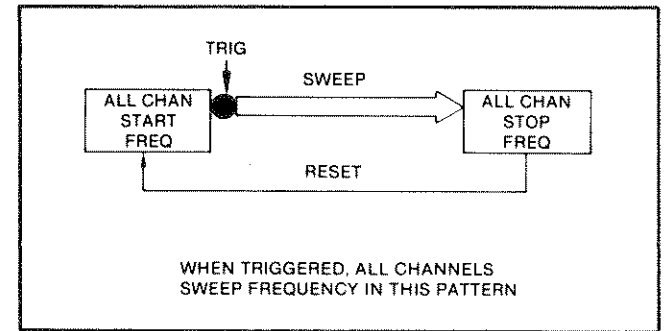 TRIG
SWEEP
ALL CHAN
START
FREQ
ALL CHAN
STOP
FREQ
RESET
WHEN TRIGGERED, ALL CHANNELS
SWEEP FREQUENCY IN THIS PATTERN